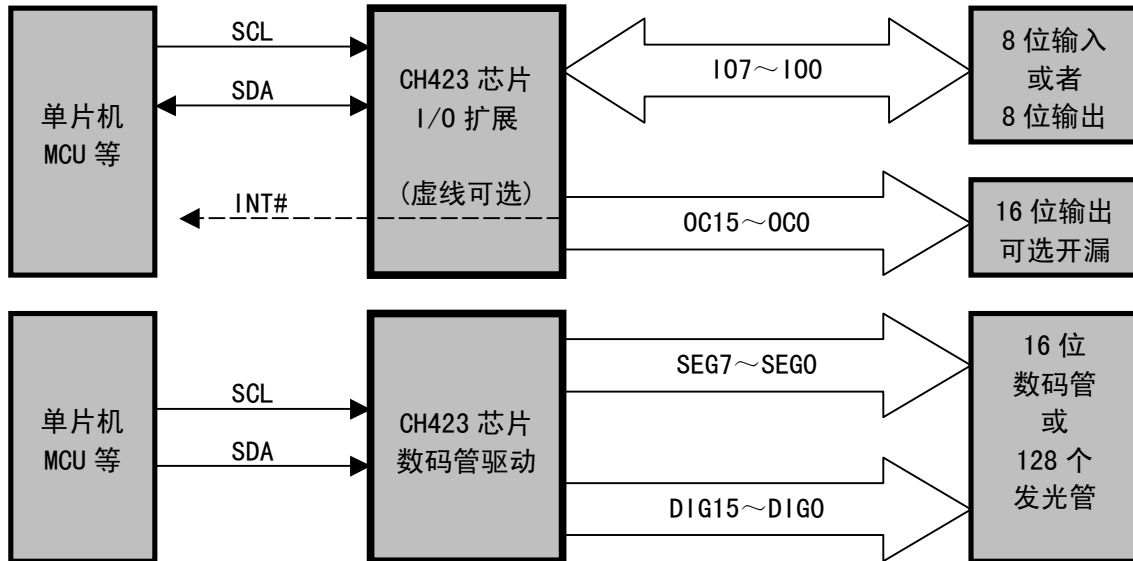 单片机
MCU 等
SCL
SDA
INT#
CH423 芯片
I/O 扩展
(虚线可选)
IO7～IO0
OC15～OC0
8 位输入
或者
8 位输出
16 位输出
可选开漏
单片机
MCU 等
SCL
SDA
CH423 芯片
数码管驱动
SEG7～SEG0
DIG15～DIG0
16 位
数码管
或
128 个
发光管